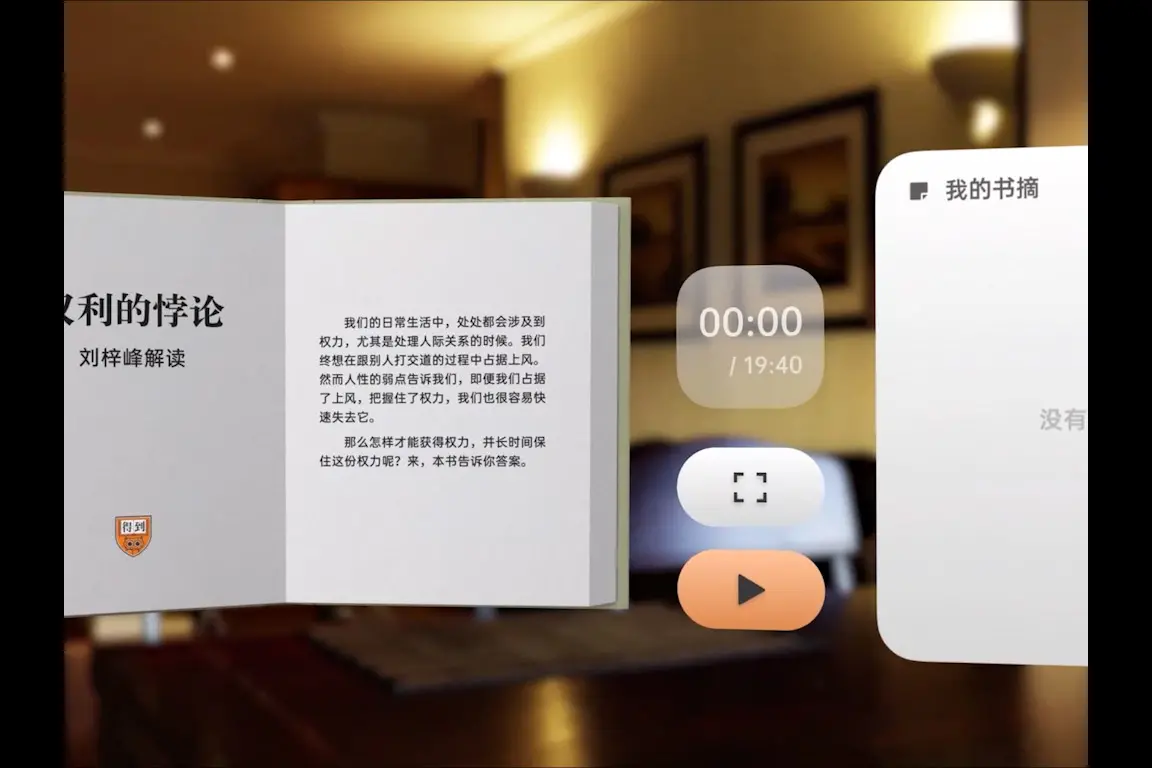 利的悖论
刘梓峰解读
得到
我们的日常生活中，处处都会涉及到
权力，尤其是处理人际关系的时候。我们
终想在跟别人打交道的过程中占据上风。
然而人性的弱点告诉我们，即便我们占据
了上风，把握住了权力，我们也很容易快
速失去它。
那么怎样才能获得权力，并长时间保
住这份权力呢？来，本书告诉你答案。
00:00
/ 19:40
我的书摘
没有